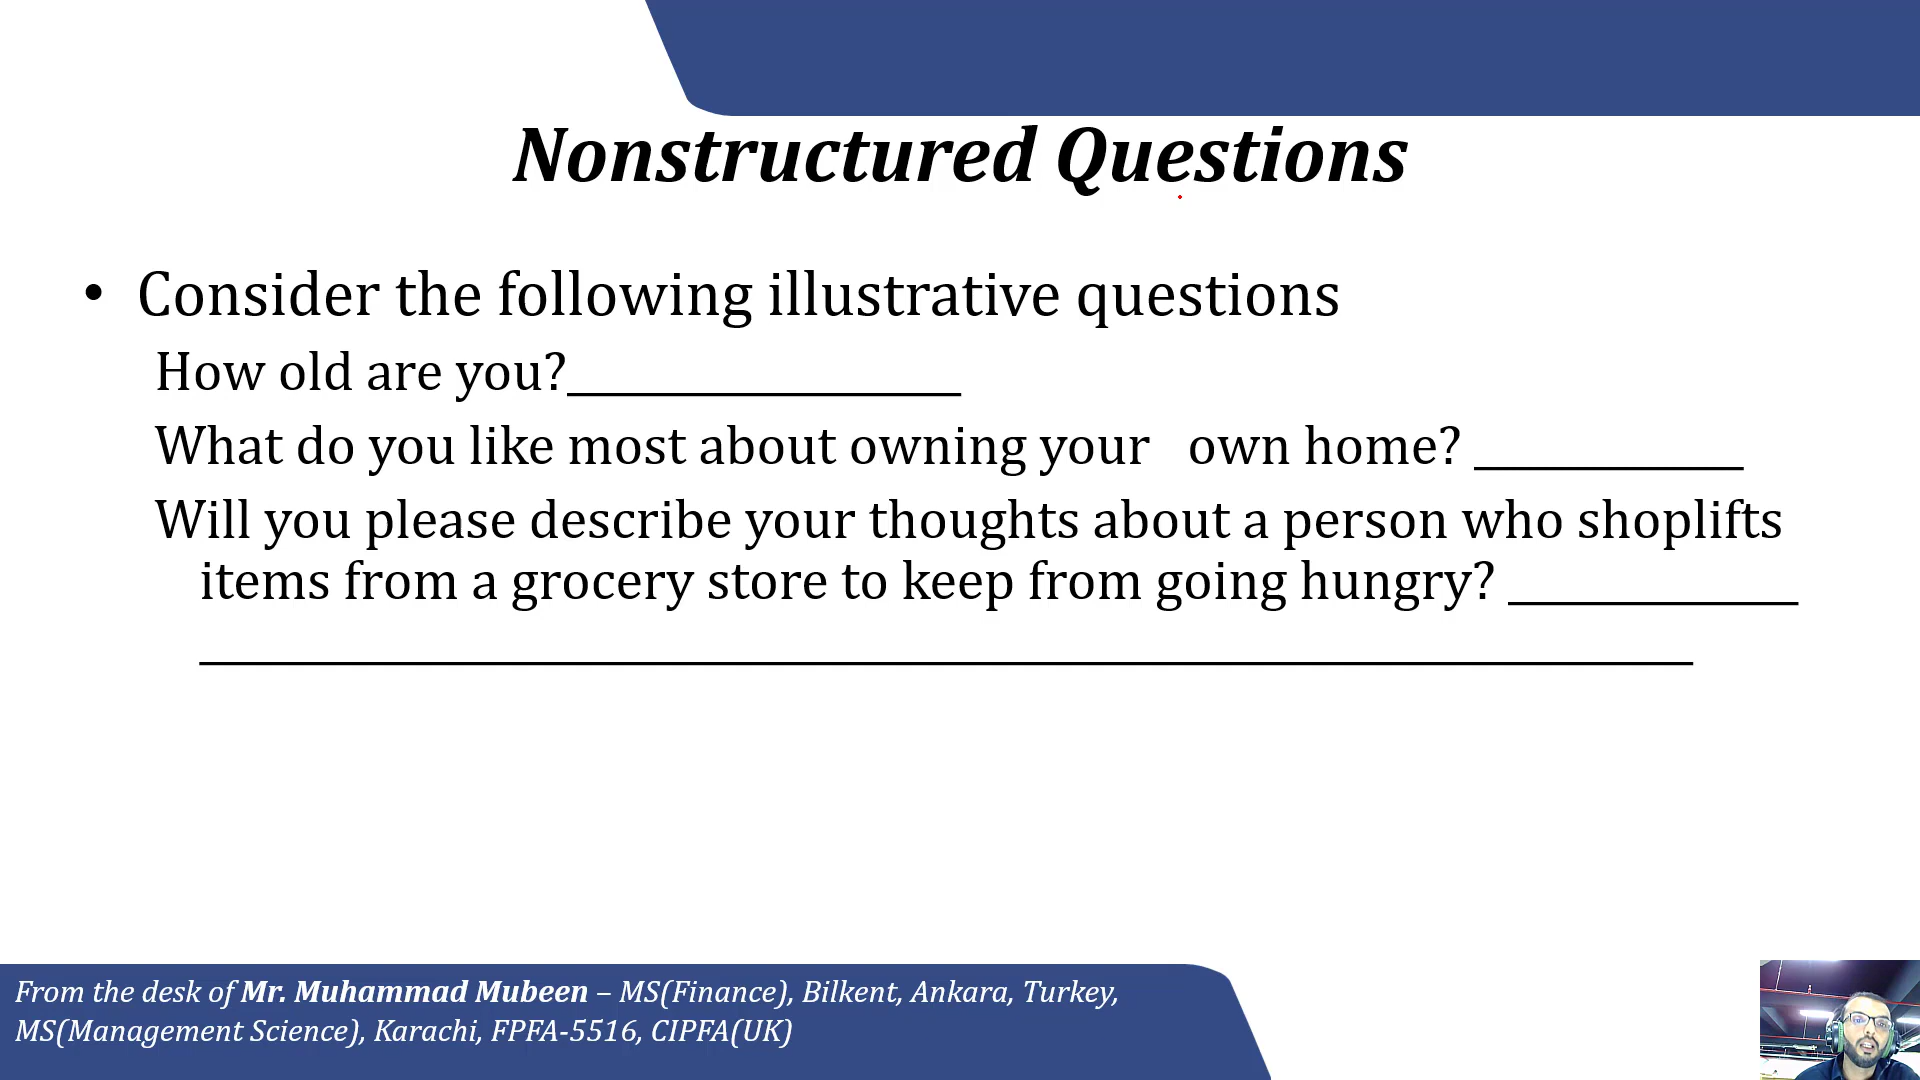 Nonstructured Questions
• Consider the following illustrative questions
How old are you?______________
What do you like most about owning your own home? __________
Will you please describe your thoughts about a person who shoplifts
items from a grocery store to keep from going hungry? ___________
_____________________________________________________
From the desk of Mr. Muhammad Mubeen – MS(Finance), Bilkent, Ankara, Turkey,
MS(Management Science), Karachi, FPFA-5516, CIPFA(UK)